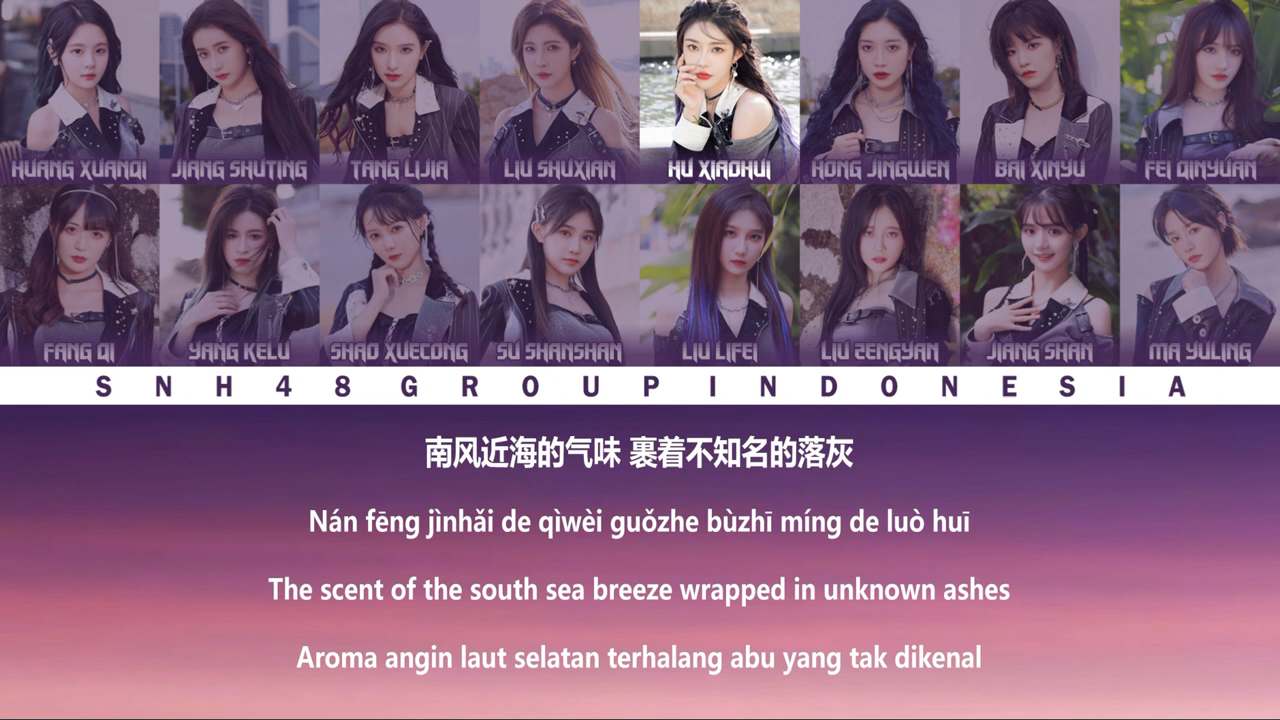 HUANG XUANQI JIANG SHUTING TANG LIJIA LIU SHUXIAN HU XIAOHUI HONG JINGWEN BAI XINYU FEI QINYUAN
FANG QI YANG KELU SHAO XUECONG SU SHANSHAN LIU LIFEI LIU ZENGYAN JIANG SHAN MA YULING
SNH48GROUPINDONESIA
南风近海的气味 裹着不知名的落灰
Nán fēng jìnhǎi de qìwèi guǒzhe bùzhī míng de luò huī
The scent of the south sea breeze wrapped in unknown ashes
Aroma angin laut selatan terhalang abu yang tak dikenal